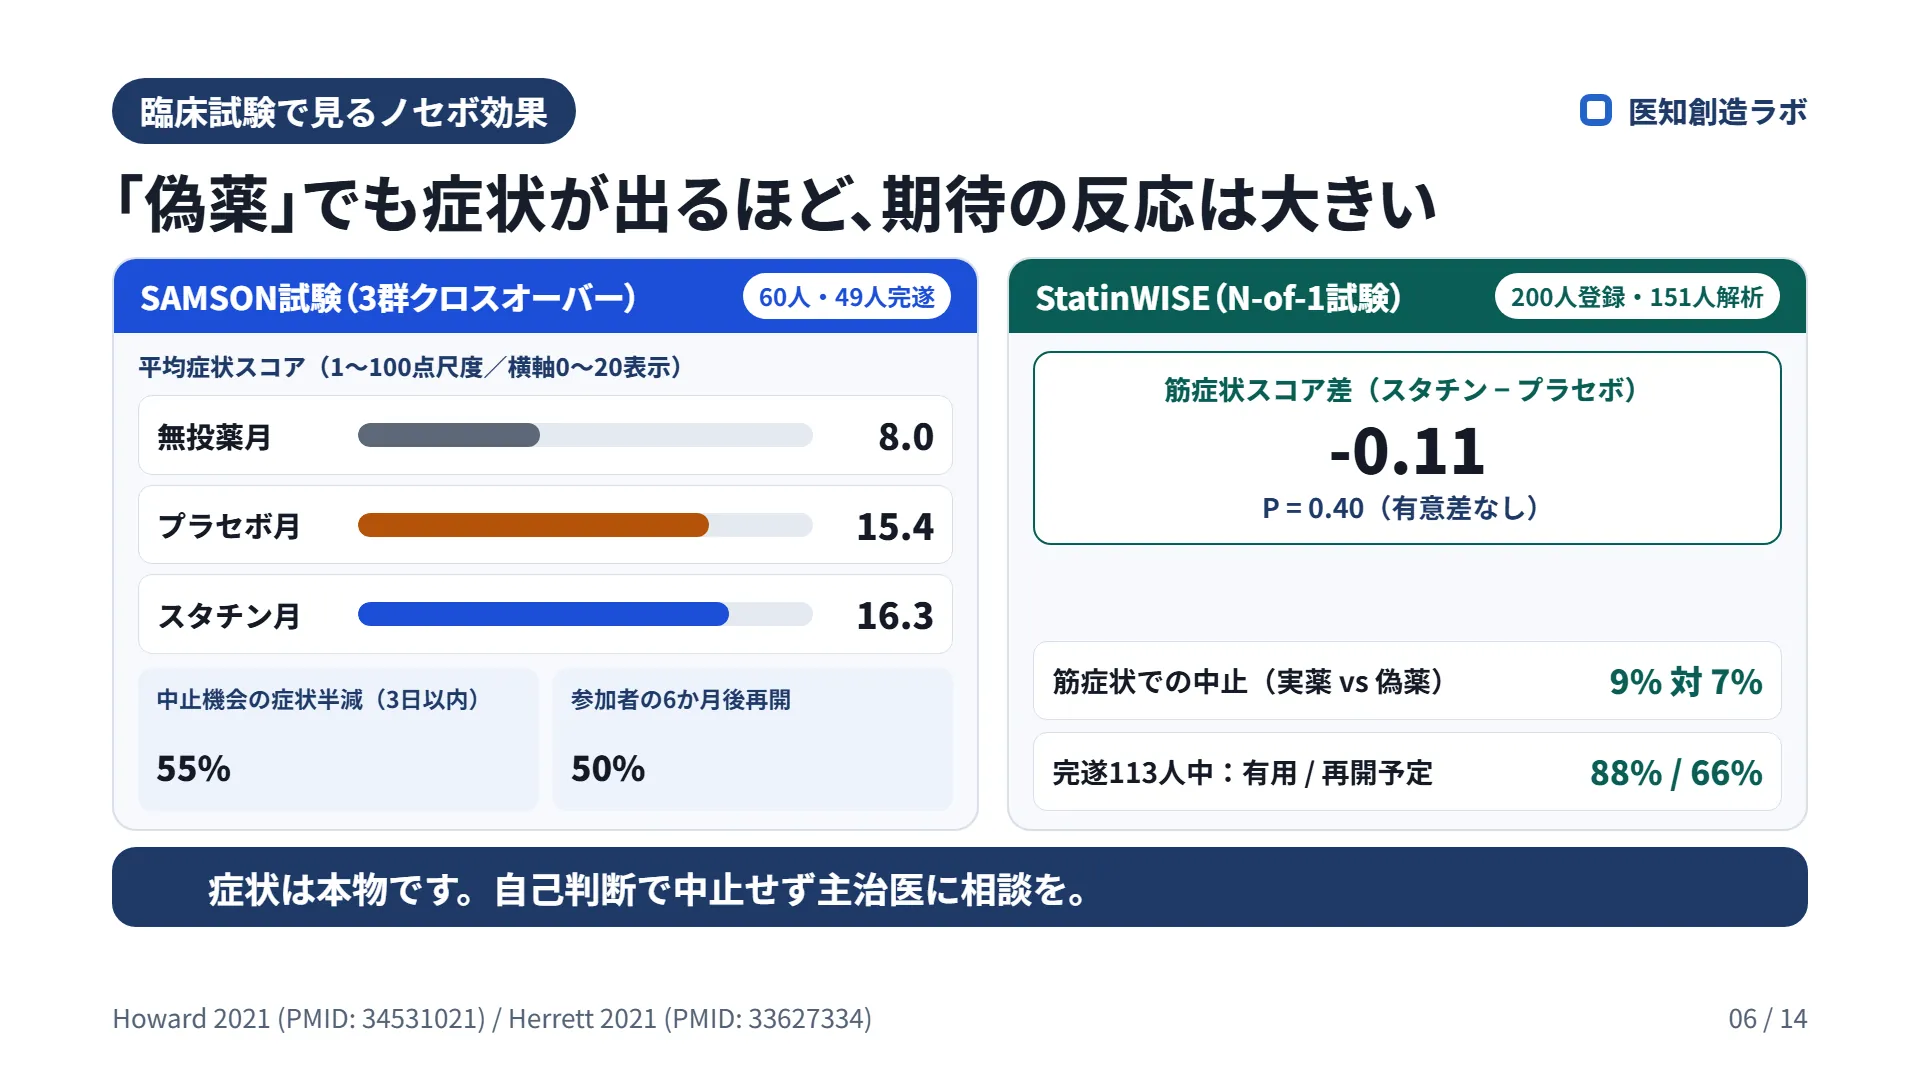 臨床試験で見るノセボ効果
医知創造ラボ
「偽薬」でも症状が出るほど、期待の反応は大きい
SAMSON試験（3群クロスオーバー）
60人・49人完遂
平均症状スコア（1〜100点尺度／横軸0〜20表示）
無投薬月 8.0
プラセボ月 15.4
スタチン月 16.3
中止機会の症状半減（3日以内）
55%
参加者の6か月後再開
50%
StatinWISE（N-of-1試験）
200人登録・151人解析
筋症状スコア差（スタチン − プラセボ）
-0.11
P = 0.40（有意差なし）
筋症状での中止（実薬 vs 偽薬） 9% 対 7%
完遂113人中：有用 / 再開予定 88% / 66%
症状は本物です。自己判断で中止せず主治医に相談を。
Howard 2021 (PMID: 34531021) / Herrett 2021 (PMID: 33627334)
06 / 14